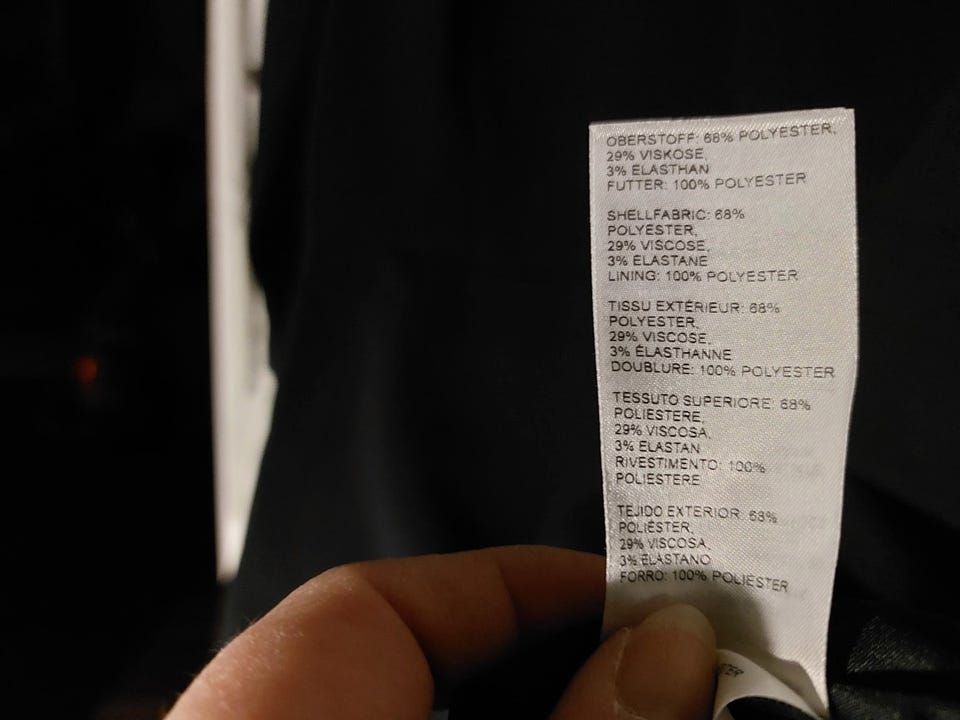 OBERSTOFF: 68% POLYESTER,
29% VISKOSE,
3% ELASTHAN
FUTTER: 100% POLYESTER
SHELLFABRIC: 68%
POLYESTER,
29% VISCOSE,
3% ELASTANE
LINING: 100% POLYESTER
TISSU EXTÉRIEUR: 68%
POLYESTER,
29% VISCOSE,
3% ÉLASTHANNE
DOUBLURE: 100% POLYESTER
TESSUTO SUPERIORE: 68%
POLIESTERE,
29% VISCOSA,
3% ELASTAN
RIVESTIMENTO: 100%
POLIESTERE
TEJIDO EXTERIOR: 68%
POLIÉSTER,
29% VISCOSA,
3% ELASTANO
FORRO: 100% POLIÉSTER